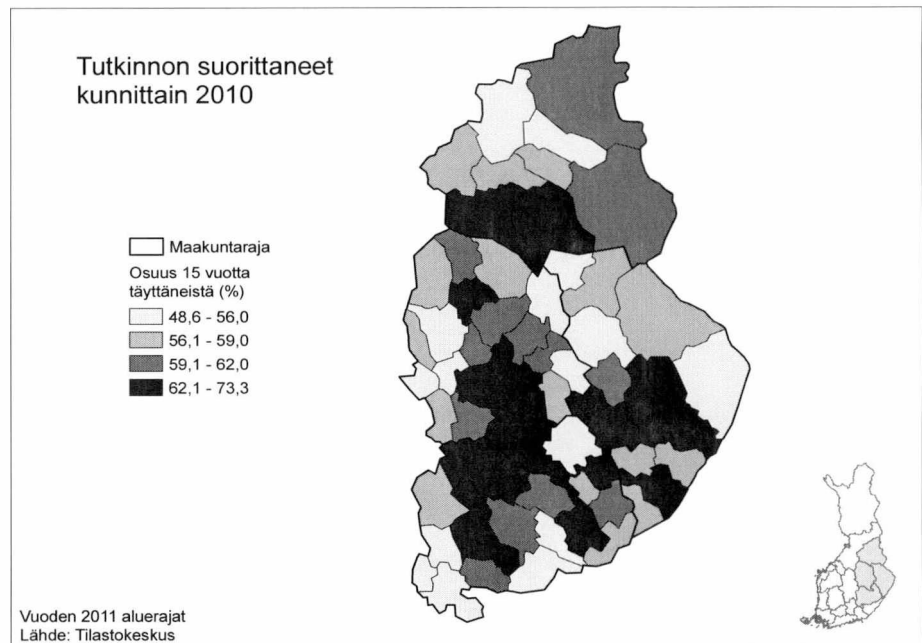 Tutkinnon suorittaneet
kunnittain 2010
Maakuntaraja
Osuus 15 vuotta
täyttäneistä (%)
48,6 - 56,0
56,1 - 59,0
59,1 - 62,0
62,1 - 73,3
Vuoden 2011 aluerajat
Lähde: Tilastokeskus